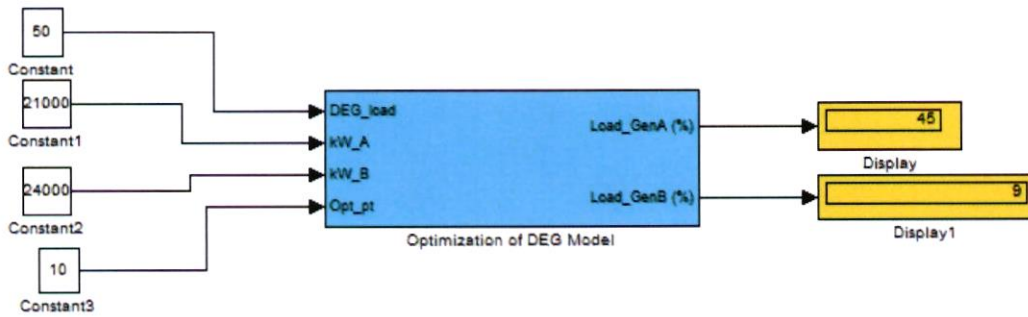 50
Constant
21000
Constant1
24000
Constant2
10
Constant3
DEG_load
kW_A
kW_B
Opt_pt
Load_GenA (%)
Load_GenB (%)
Optimization of DEG Model
45
Display
9
Display1